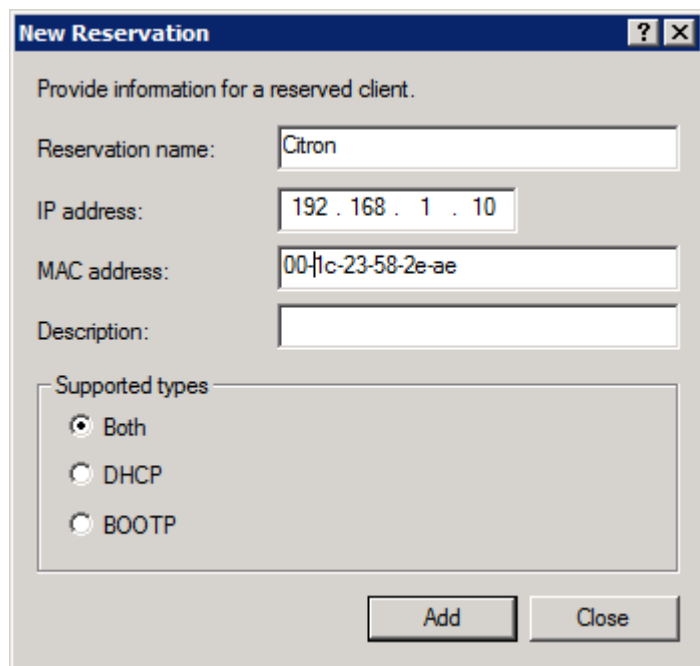 New Reservation
Provide information for a reserved client.
Reservation name: Citron
IP address: 192 . 168 . 1 . 10
MAC address: 00-1c-23-58-2e-ae
Description:
Supported types
Both
DHCP
BOOTP
Add Close